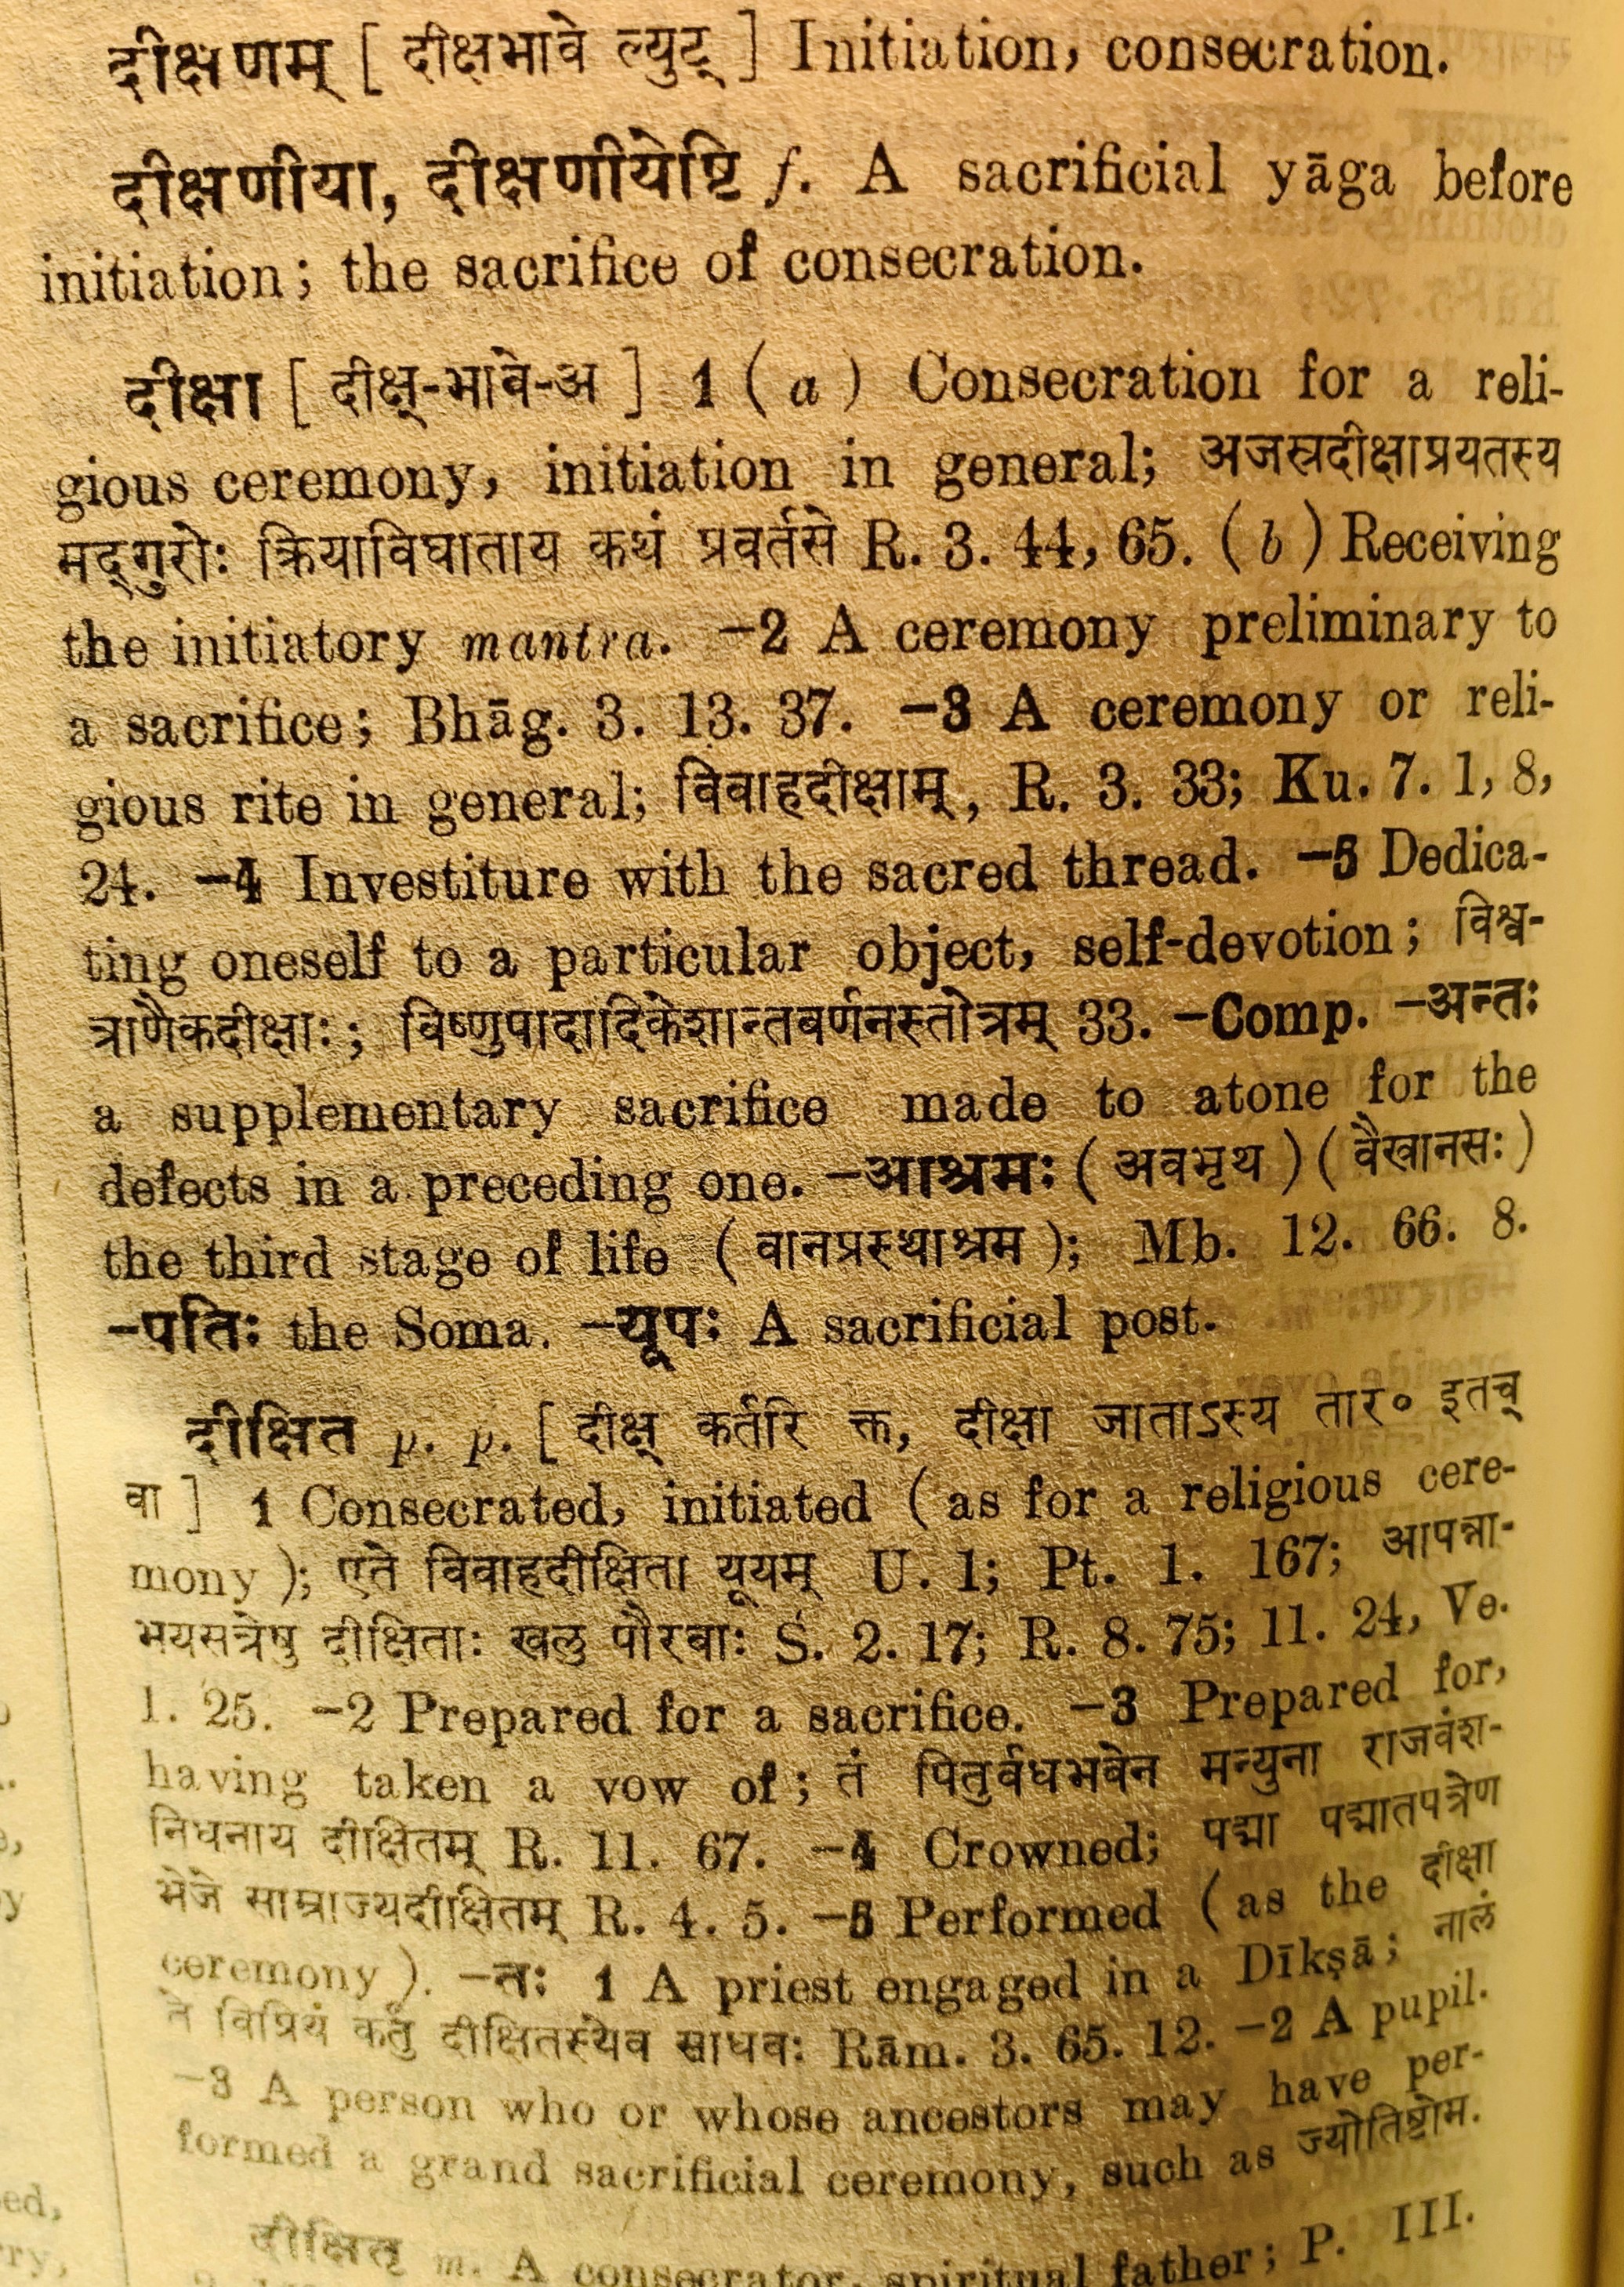 दीक्षणम् [ दीक्षभावे ल्युट् ] Initiation, consecration.
दीक्षणीया, दीक्षणीयेष्टि f. A sacrificial yāga before
initiation; the sacrifice of consecration.
दीक्षा [ दीक्ष्-भावे-अ ] 1 ( a ) Consecration for a reli-
gious ceremony, initiation in general; अजस्रदीक्षाप्रयतस्य
मद्गुरोः क्रियाविघाताय कथं प्रवर्तसे R. 3. 44, 65. ( b ) Receiving
the initiatory mantra. -2 A ceremony preliminary to
a sacrifice; Bhāg. 3. 13. 37. -3 A ceremony or reli-
gious rite in general; विवाहदीक्षाम्, R. 3. 33; Ku. 7. 1, 8,
24. -4 Investiture with the sacred thread. -5 Dedica-
ting oneself to a particular object, self-devotion; विश्व-
त्राणैकदीक्षाः; विष्णुपादादिकेशान्तवर्णनस्तोत्रम् 33. -Comp. -अन्तः
a supplementary sacrifice made to atone for the
defects in a preceding one. -आश्रमः ( अवभृथ ) ( वैखानसः )
the third stage of life ( वानप्रस्थाश्रम ); Mb. 12. 66. 8.
-पतिः the Soma. -यूपः A sacrificial post.
दीक्षित p. p. [ दीक्ष् कर्तरि क्त, दीक्षा जाताऽस्य तार॰ इतच्
वा ] 1 Consecrated, initiated ( as for a religious cere-
mony ); एते विवाहदीक्षिता यूयम् U. 1; Pt. 1. 167; आपन्ना-
भयसत्रेषु दीक्षिताः खलु पौरवाः Ś. 2. 17; R. 8. 75; 11. 24, Ve.
1. 25. -2 Prepared for a sacrifice. -3 Prepared for,
having taken a vow of; तं पितुर्वधभवेन मन्युना राजवंश-
निधनाय दीक्षितम् R. 11. 67. -4 Crowned; पद्मा पद्मातपत्रेण
भेजे साम्राज्यदीक्षितम् R. 4. 5. -5 Performed ( as the दीक्षा
ceremony ). -तः 1 A priest engaged in a Dīkṣā; नालं
ते विप्रियं कर्तुं दीक्षितस्येव साधवः Rām. 3. 65. 12. -2 A pupil.
-3 A person who or whose ancestors may have per-
formed a grand sacrificial ceremony, such as ज्योतिष्टोम.
दीक्षितृ m. A consecrator, spiritual father; P. III.